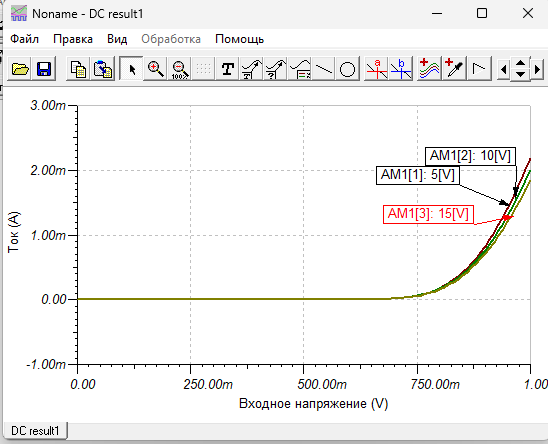 Noname - DC result1
Файл Правка Вид Обработка Помощь
100%
T
a
b
3.00m
2.00m
1.00m
0.00
-1.00m
Ток (A)
AM1[2]: 10[V]
AM1[1]: 5[V]
AM1[3]: 15[V]
0.00 250.00m 500.00m 750.00m 1.00
Входное напряжение (V)
DC result1